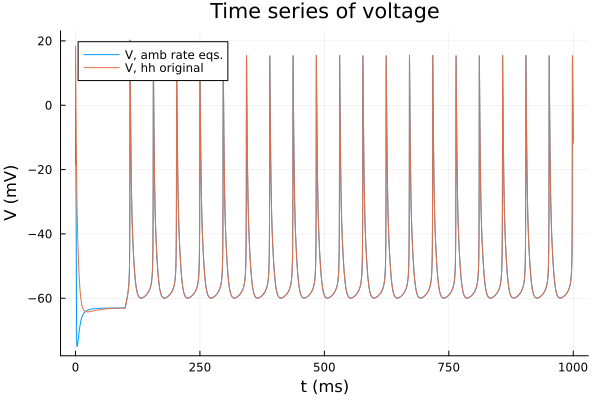 Time series of voltage
V, amb rate eqs.
V, hh original
20
0
−20
−40
−60
V (mV)
0 250 500 750 1000
t (ms)